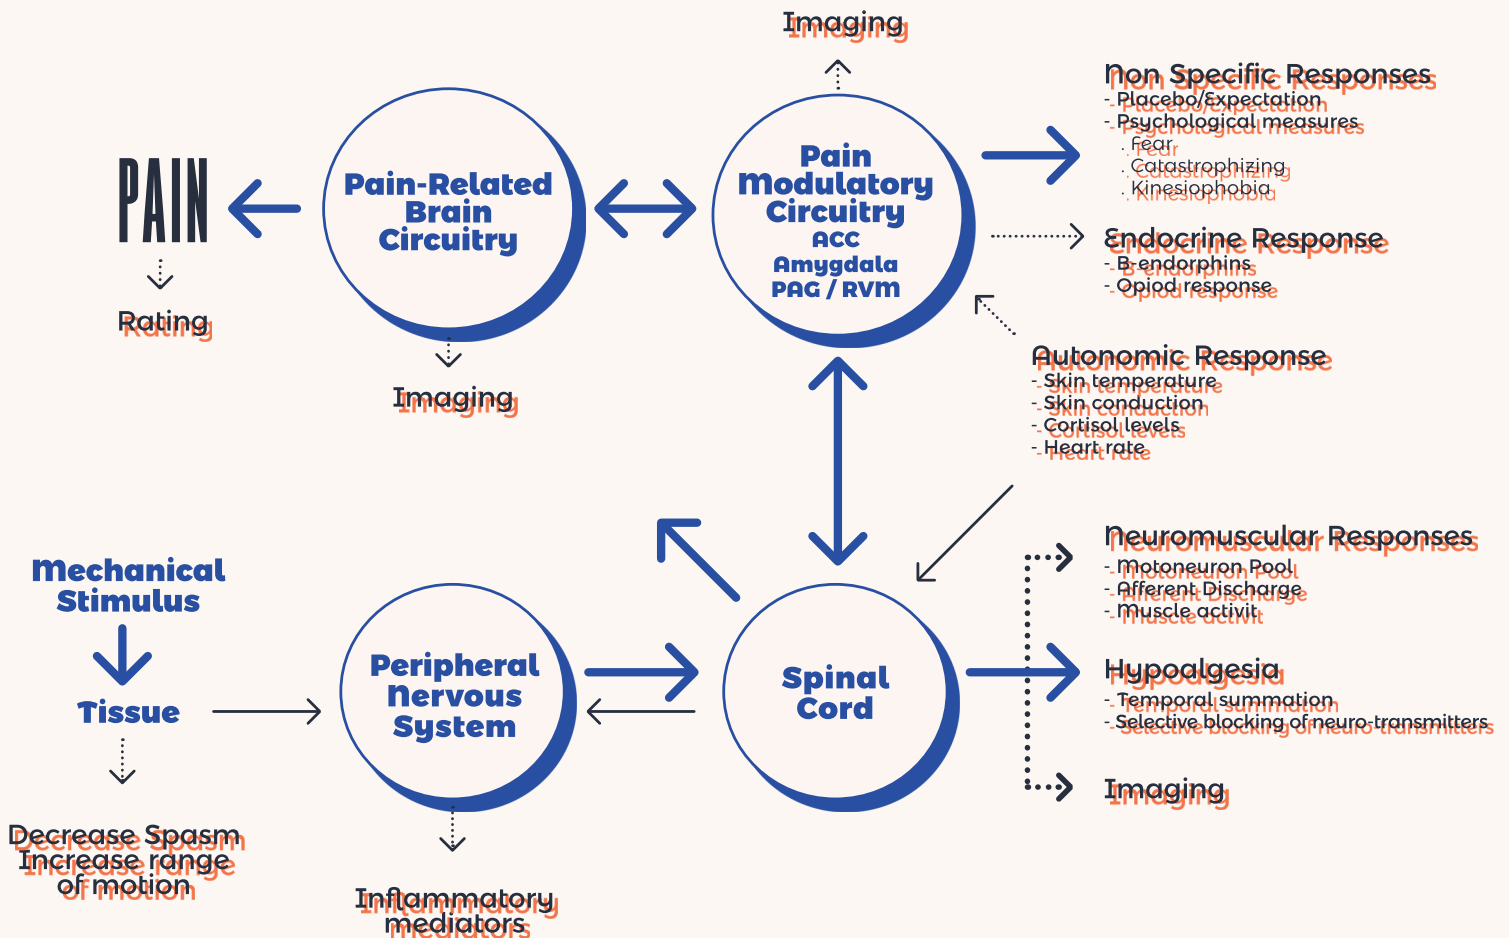 Imaging
Non Specific Responses
- Placebo/Expectation
- Psychological measures
. Fear
. Catastrophizing
. Kinesiophobia
PAIN
Rating
Pain-Related
Brain
Circuitry
Imaging
Pain
Modulatory
Circuitry
ACC
Amygdala
PAG / RVM
Endocrine Response
- B-endorphins
- Opiod response
Autonomic Response
- Skin temperature
- Skin conduction
- Cortisol levels
- Heart rate
Mechanical
Stimulus
Tissue
Decrease Spasm
Increase range
of motion
Peripheral
Nervous
System
Inflammatory
mediators
Spinal
Cord
Neuromuscular Responses
- Motoneuron Pool
- Afferent Discharge
- Muscle activit
Hypoalgesia
- Temporal summation
- Selective blocking of neuro-transmitters
Imaging